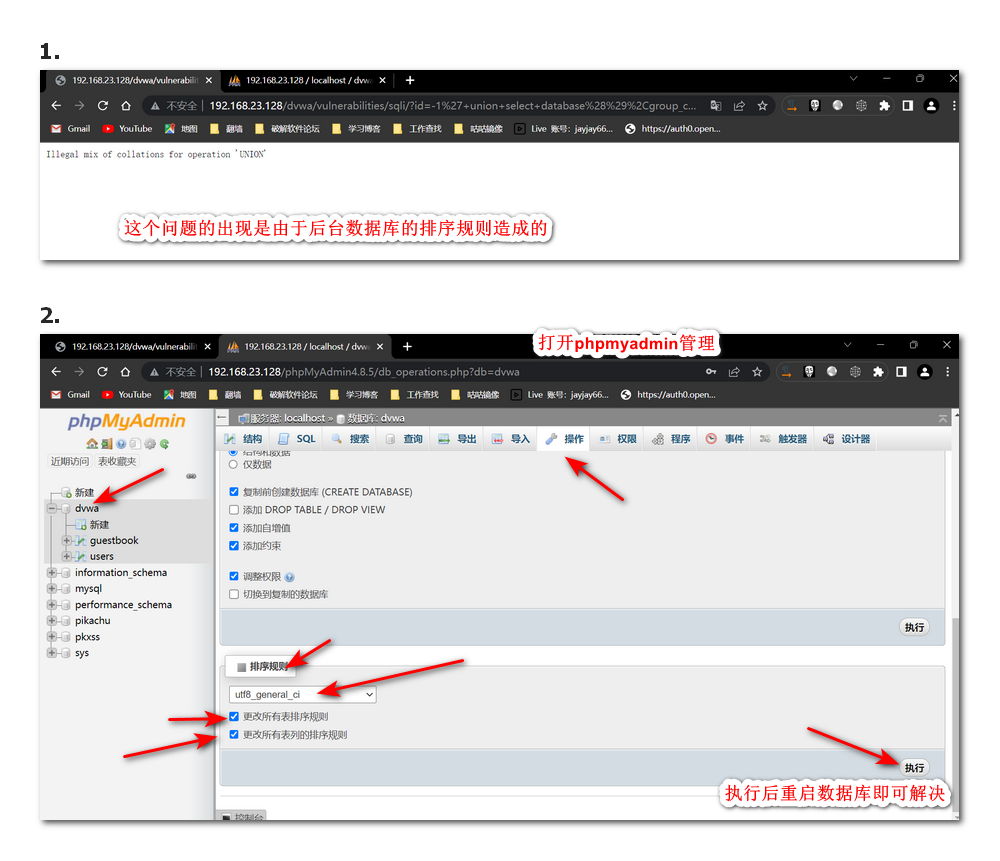 1.
192.168.23.128/dvwa/vulnerabili
192.168.23.128 / localhost / dvwa
不安全 192.168.23.128/dvwa/vulnerabilities/sqli/?id=-1%27+union+select+database%28%29%2Cgroup_c...
Gmail YouTube 地图 翻墙 破解软件论坛 学习博客 工作查找 咕咕镜像 Live 账号：jayjay66... https://auth0.open...
Illegal mix of collations for operation 'UNION'
这个问题的出现是由于后台数据库的排序规则造成的
2.
打开phpmyadmin管理
192.168.23.128/dvwa/vulnerabili
192.168.23.128 / localhost / dvwa
不安全 192.168.23.128/phpMyAdmin4.8.5/db_operations.php?db=dvwa
Gmail YouTube 地图 翻墙 破解软件论坛 学习博客 工作查找 咕咕镜像 Live 账号：jayjay66... https://auth0.open...
phpMyAdmin
近期访问 表收藏夹
新建
dvwa
新建
guestbook
users
information_schema
mysql
performance_schema
pikachu
pkxss
sys
服务器: localhost » 数据库: dvwa
结构 SQL 搜索 查询 导出 导入 操作 权限 程序 事件 触发器 设计器
结构和数据
仅数据
复制前创建数据库 (CREATE DATABASE)
添加 DROP TABLE / DROP VIEW
添加自增值
添加约束
调整权限
切换到复制的数据库
执行
排序规则
utf8_general_ci
更改所有表排序规则
更改所有表列的排序规则
执行
执行后重启数据库即可解决
控制台